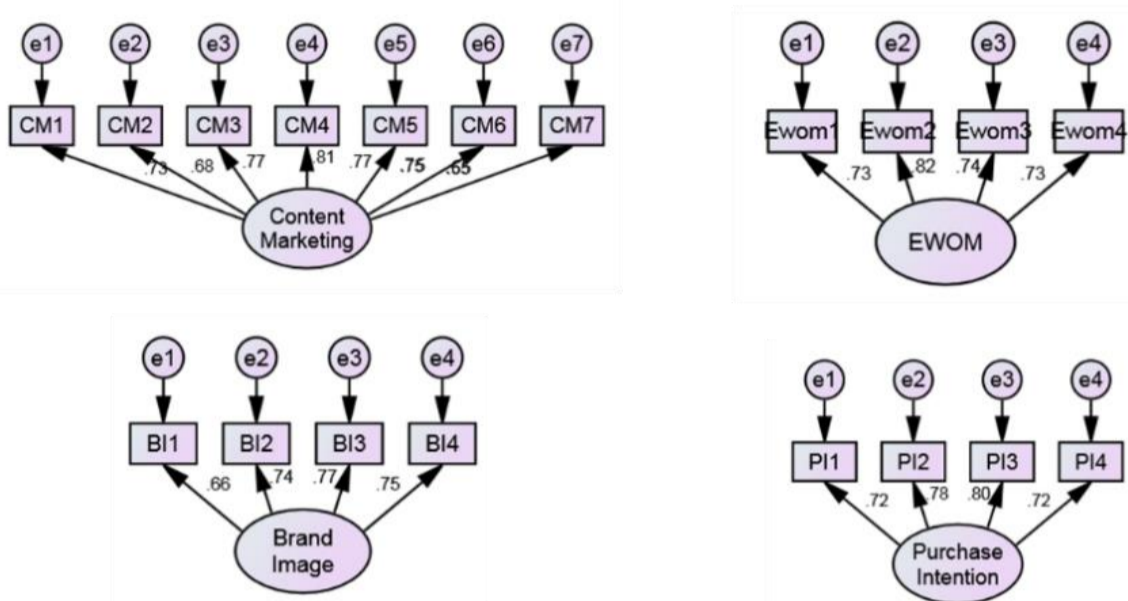 e1 e2 e3 e4 e5 e6 e7
CM1 CM2 CM3 CM4 CM5 CM6 CM7
.73 .68 .77 .81 .77 .75 .65
Content
Marketing
e1 e2 e3 e4
Ewom1 Ewom2 Ewom3 Ewom4
.73 .82 .74 .73
EWOM
e1 e2 e3 e4
BI1 BI2 BI3 BI4
.66 .74 .77 .75
Brand
Image
e1 e2 e3 e4
PI1 PI2 PI3 PI4
.72 .78 .80 .72
Purchase
Intention